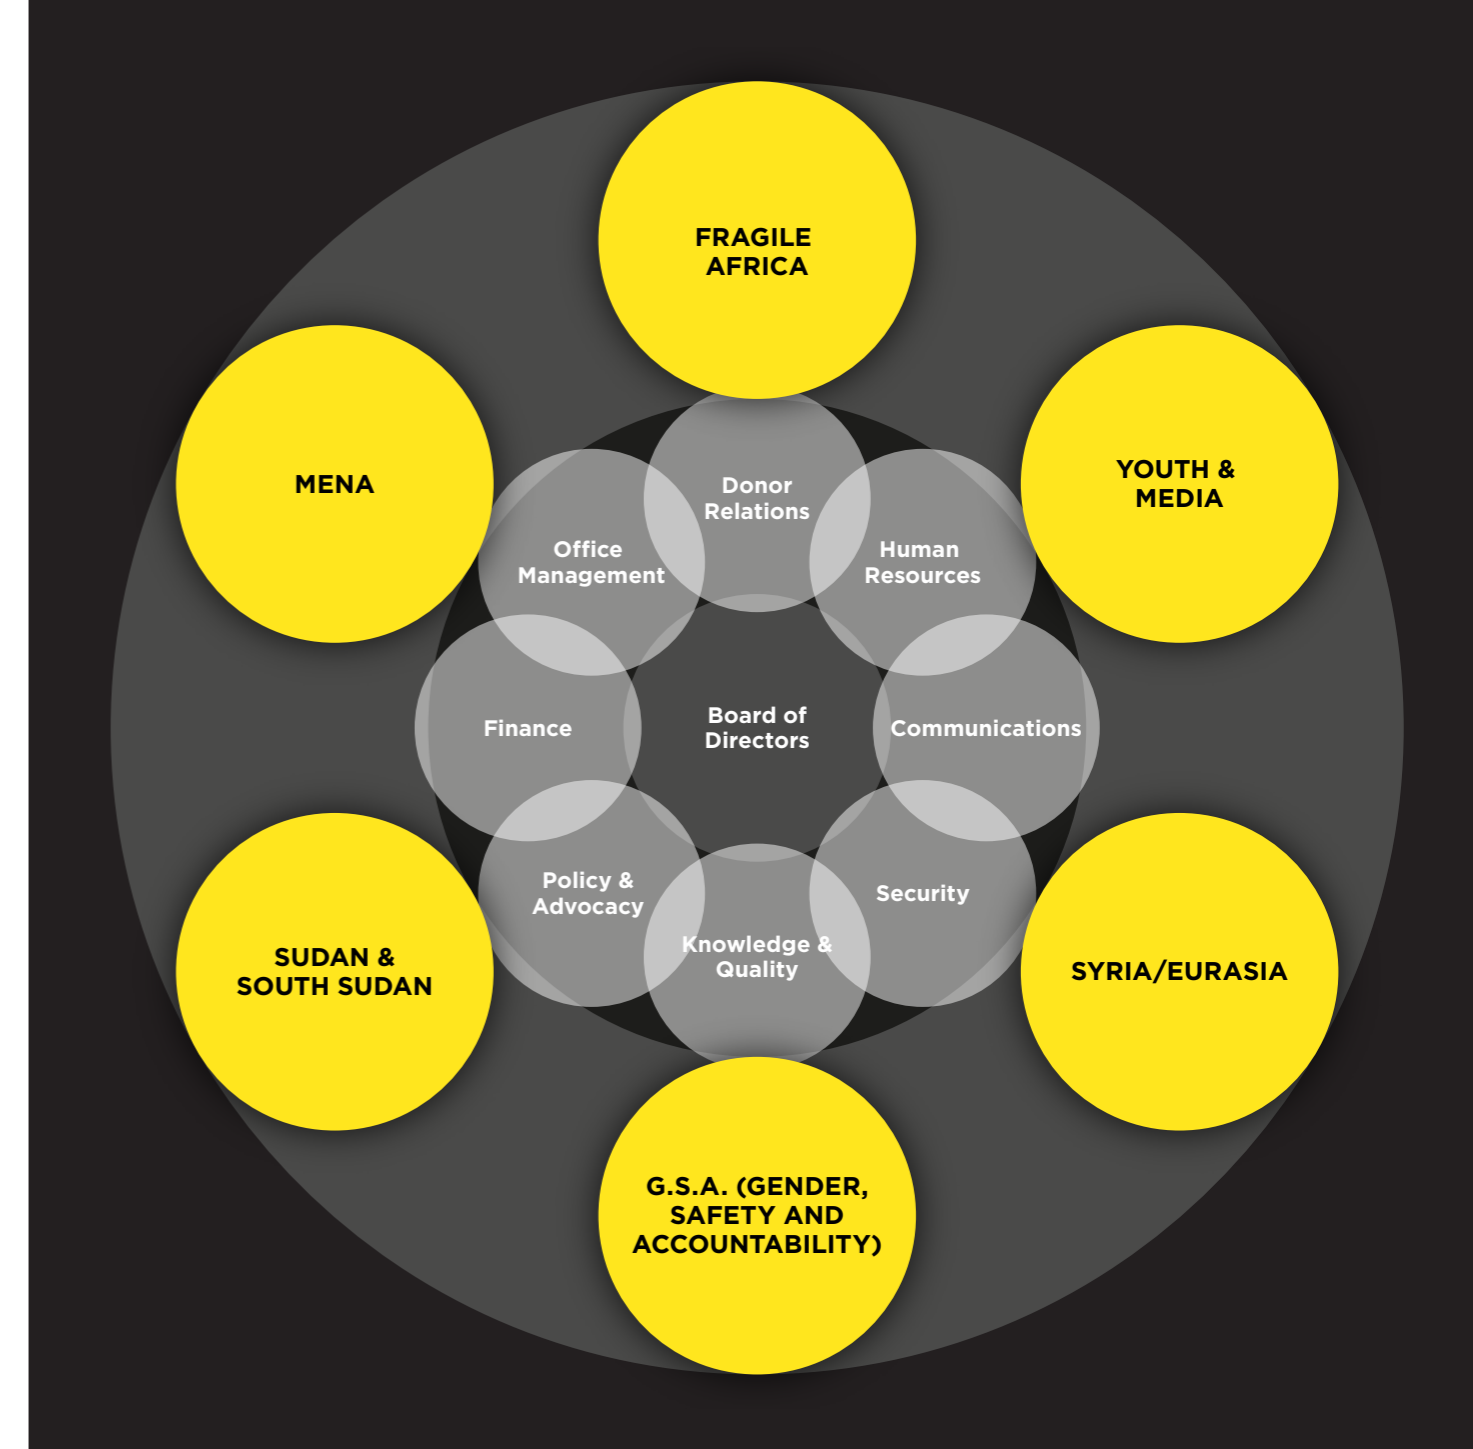 FRAGILE
AFRICA
MENA
YOUTH &
MEDIA
Donor
Relations
Office
Management
Human
Resources
Finance
Board of
Directors
Communications
Policy &
Advocacy
Security
Knowledge &
Quality
SUDAN &
SOUTH SUDAN
SYRIA/EURASIA
G.S.A. (GENDER,
SAFETY AND
ACCOUNTABILITY)